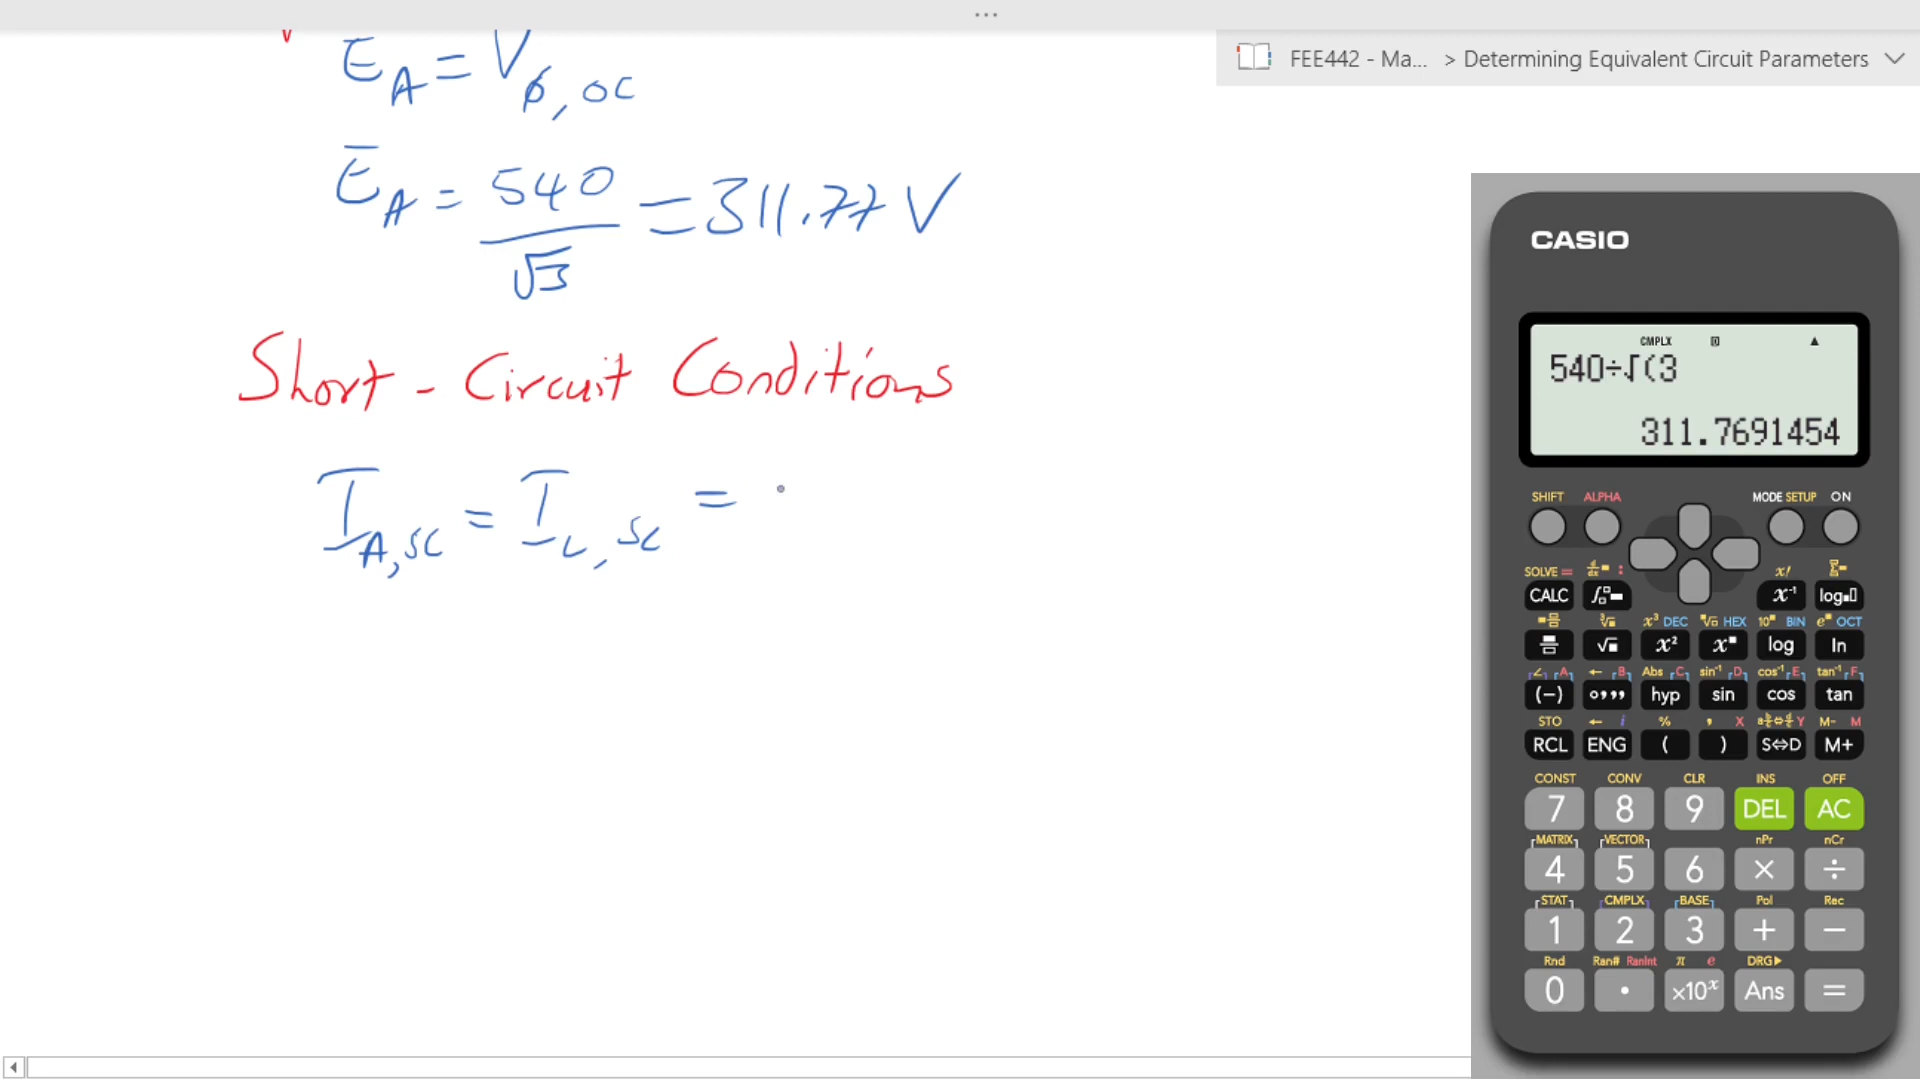 ...
FEE442 - Ma... > Determining Equivalent Circuit Parameters
E_A = V_ϕ, OC
E_A = 540 / √3 = 311.77 V
Short - Circuit Conditions
I_A, SC = I_L, SC =
CASIO
CMPLX D ▲
540÷√(3
311.7691454
SHIFT ALPHA MODE SETUP ON
SOLVE = d/dx : x! Σ
CALC ∫ x⁻¹ log
³√ x³ DEC √ HEX 10 BIN e OCT
√ x² x log ln
∠ A ← B Abs C sin⁻¹ D cos⁻¹ E tan⁻¹ F
(−) °,,, hyp sin cos tan
STO ← i % , X Y M- M
RCL ENG ( ) S⇔D M+
CONST CONV CLR INS OFF
7 8 9 DEL AC
MATRIX VECTOR nPr nCr
4 5 6 × ÷
STAT CMPLX BASE Pol Rec
1 2 3 + −
Rnd Ran# RanInt π e DRG▶
0 . ×10ˣ Ans =